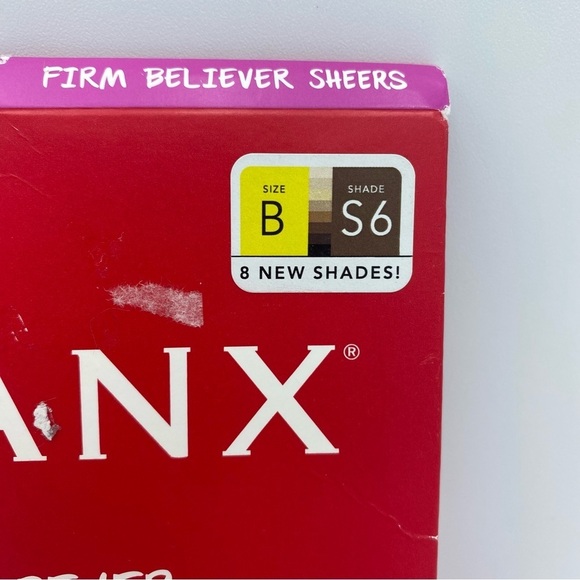 FIRM BELIEVER SHEERS
SIZE SHADE
B S6
8 NEW SHADES!
ANX®